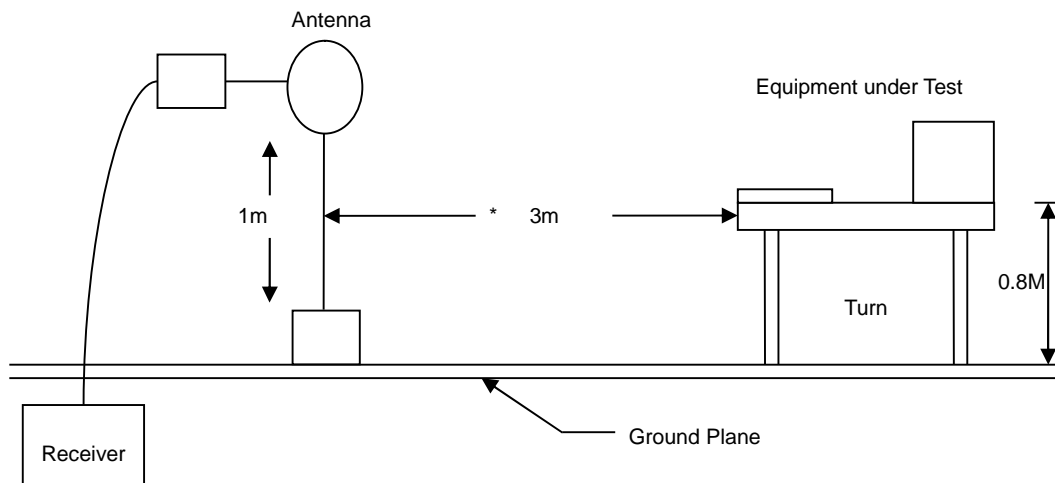 Antenna
Equipment under Test
1m
* 3m
0.8M
Turn
Ground Plane
Receiver